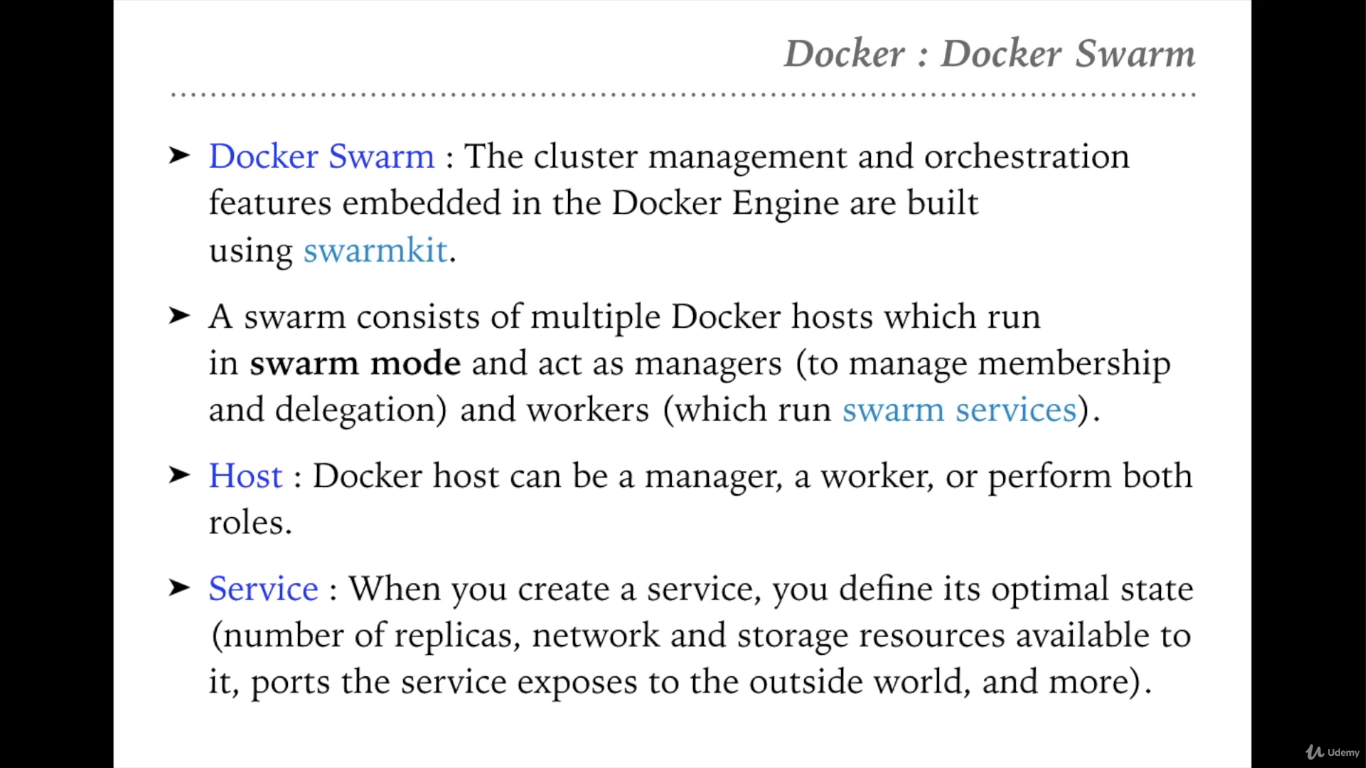 Docker : Docker Swarm
➤ Docker Swarm : The cluster management and orchestration
features embedded in the Docker Engine are built
using swarmkit.
➤ A swarm consists of multiple Docker hosts which run
in swarm mode and act as managers (to manage membership
and delegation) and workers (which run swarm services).
➤ Host : Docker host can be a manager, a worker, or perform both
roles.
➤ Service : When you create a service, you define its optimal state
(number of replicas, network and storage resources available to
it, ports the service exposes to the outside world, and more).
Udemy